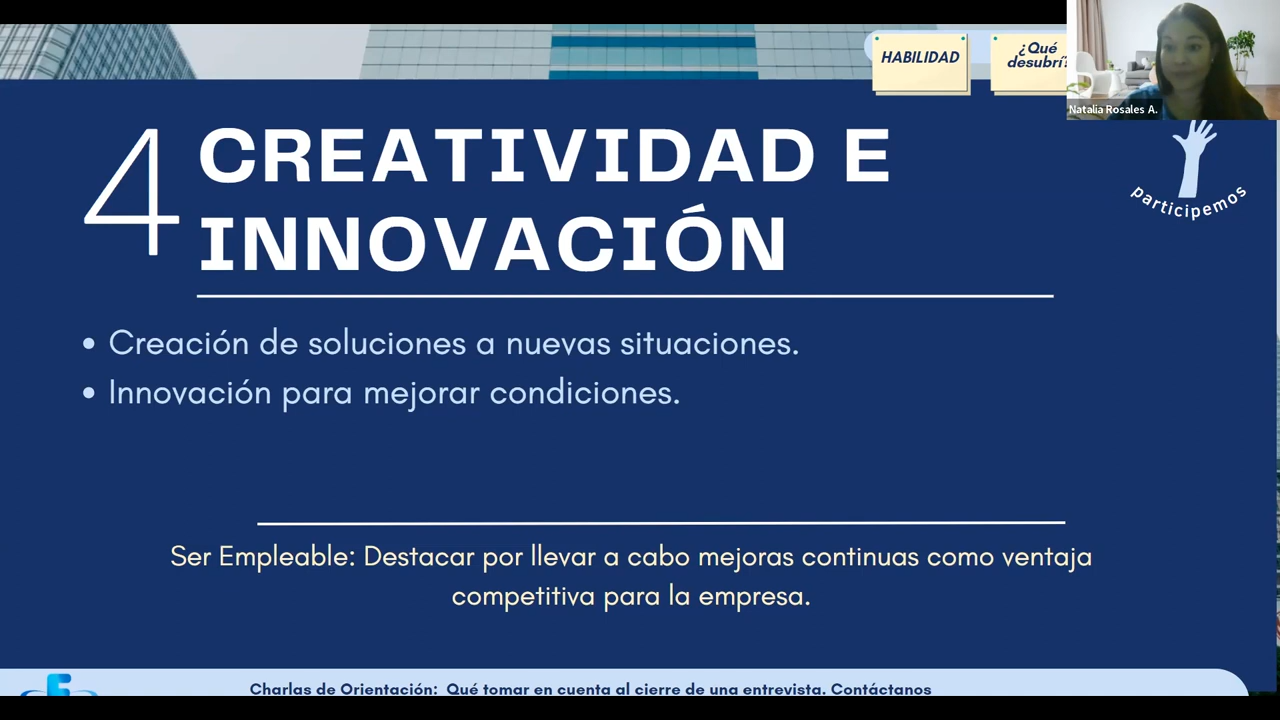 HABILIDAD
¿Qué
desubrí?
Natalia Rosales A.
participemos
4
CREATIVIDAD E
INNOVACIÓN
• Creación de soluciones a nuevas situaciones.
• Innovación para mejorar condiciones.
Ser Empleable: Destacar por llevar a cabo mejoras continuas como ventaja
competitiva para la empresa.
Charlas de Orientación: Qué tomar en cuenta al cierre de una entrevista. Contáctanos